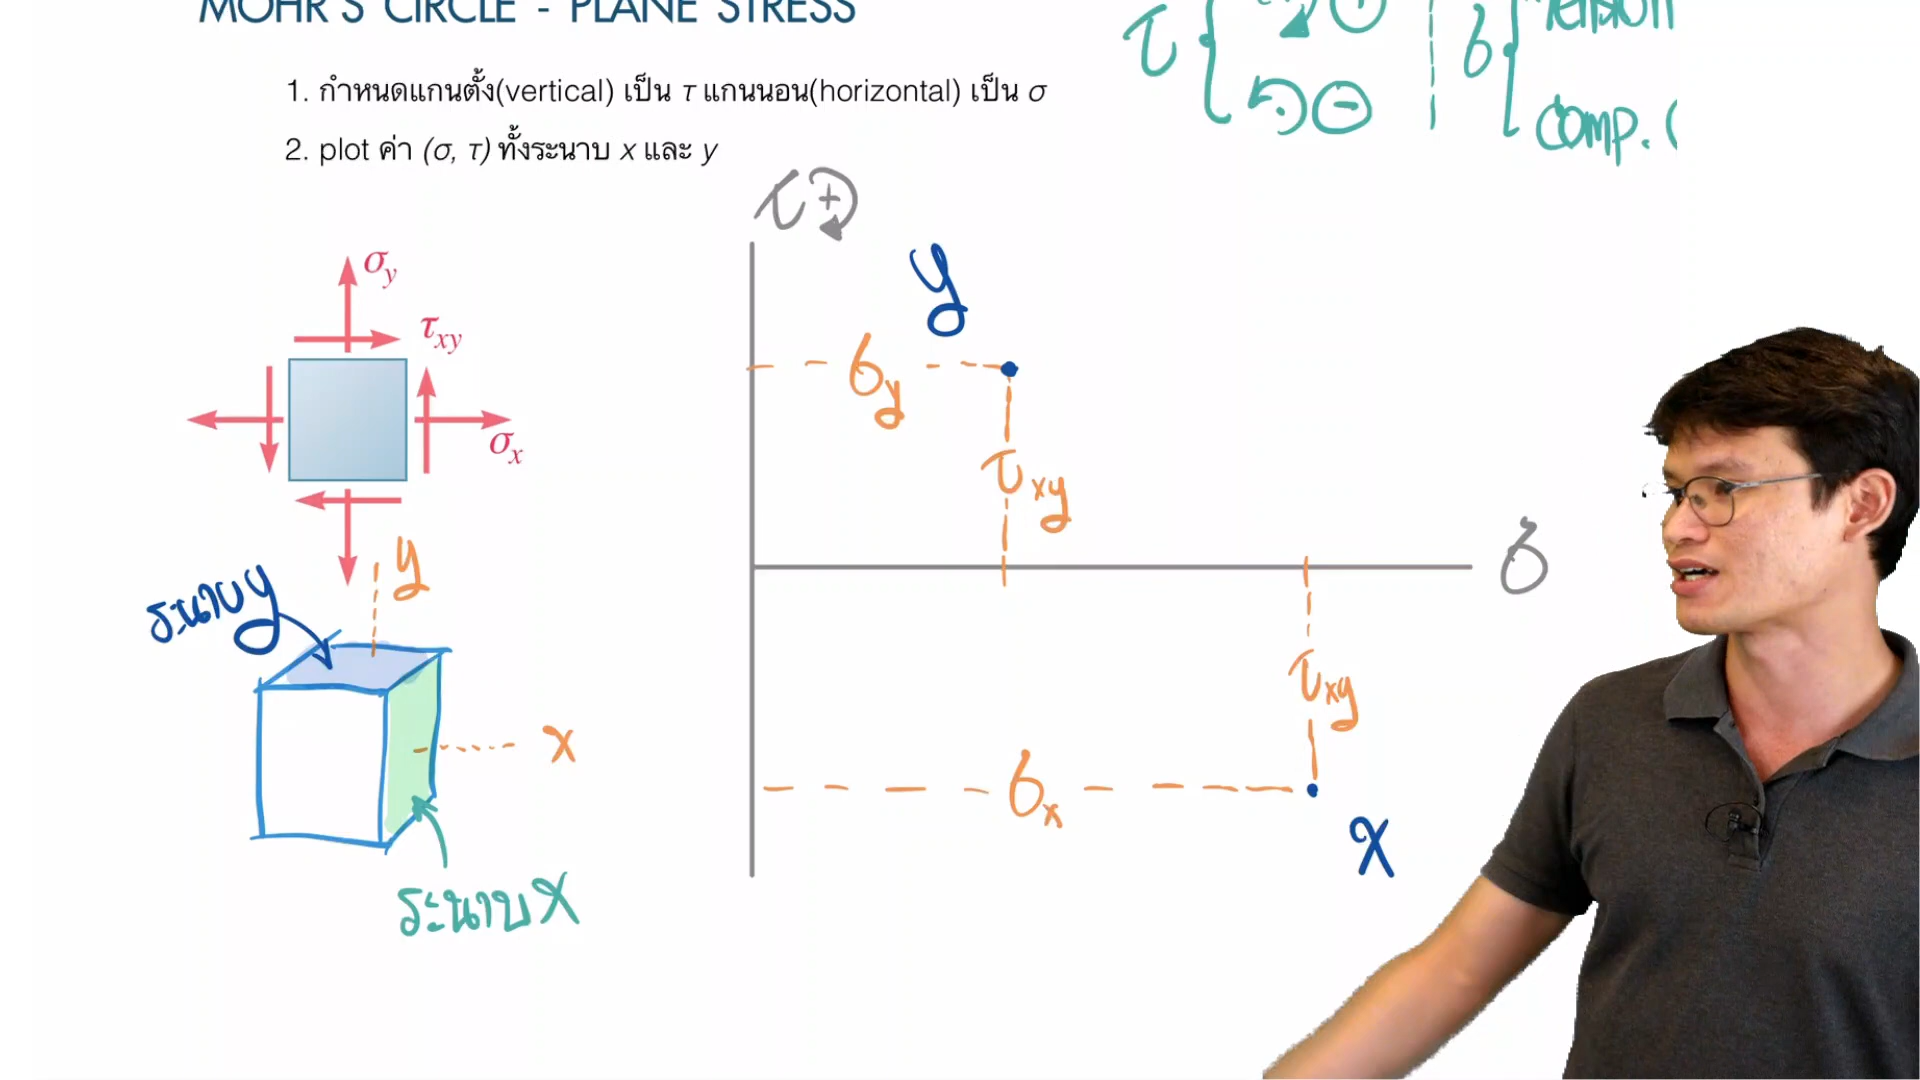 MOHR'S CIRCLE - PLANE STRESS
1. กำหนดแกนตั้ง(vertical) เป็น τ แกนนอน(horizontal) เป็น σ
2. plot ค่า (σ, τ) ทั้งระนาบ x และ y
τ { + | σ { Tension
− comp. (
τ +
σy
τxy
σx
y
ระนาบ y
x
ระนาบ x
y
σy
τxy
σ
τxy
σx
x